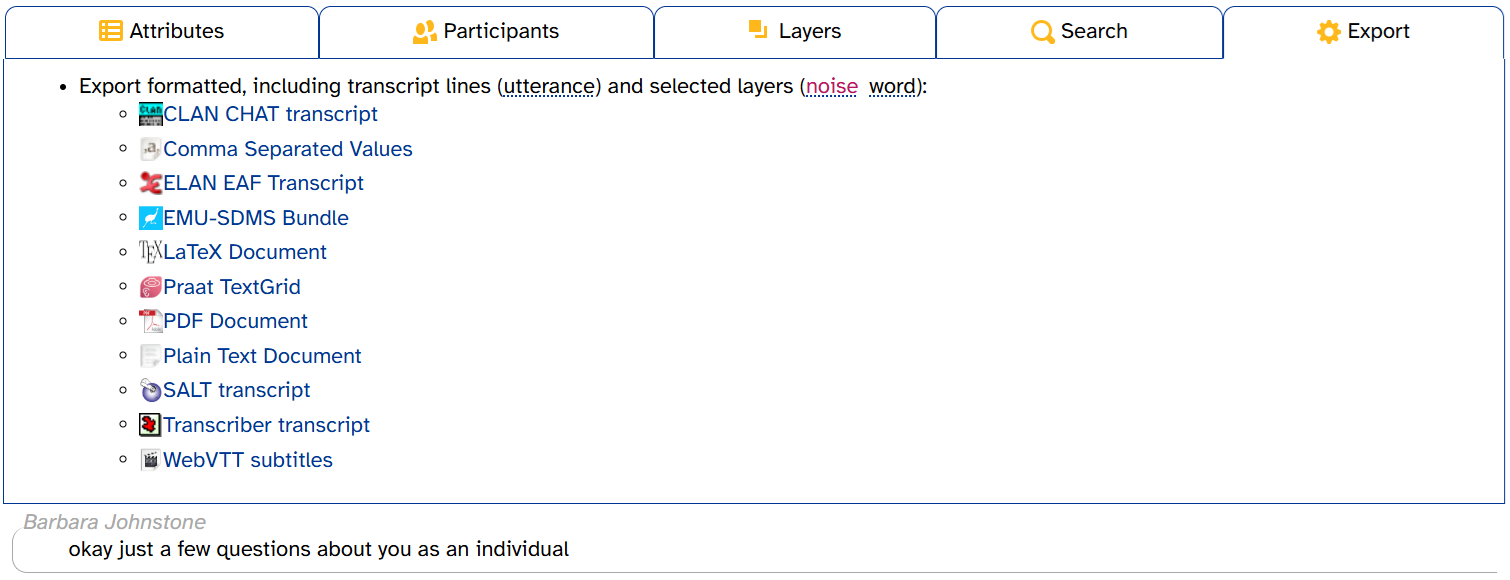 Attributes Participants Layers Search Export
• Export formatted, including transcript lines (utterance) and selected layers (noise word):
CLAN CHAT transcript
Comma Separated Values
ELAN EAF Transcript
EMU-SDMS Bundle
LaTeX Document
Praat TextGrid
PDF Document
Plain Text Document
SALT transcript
Transcriber transcript
WebVTT subtitles
Barbara Johnstone
okay just a few questions about you as an individual